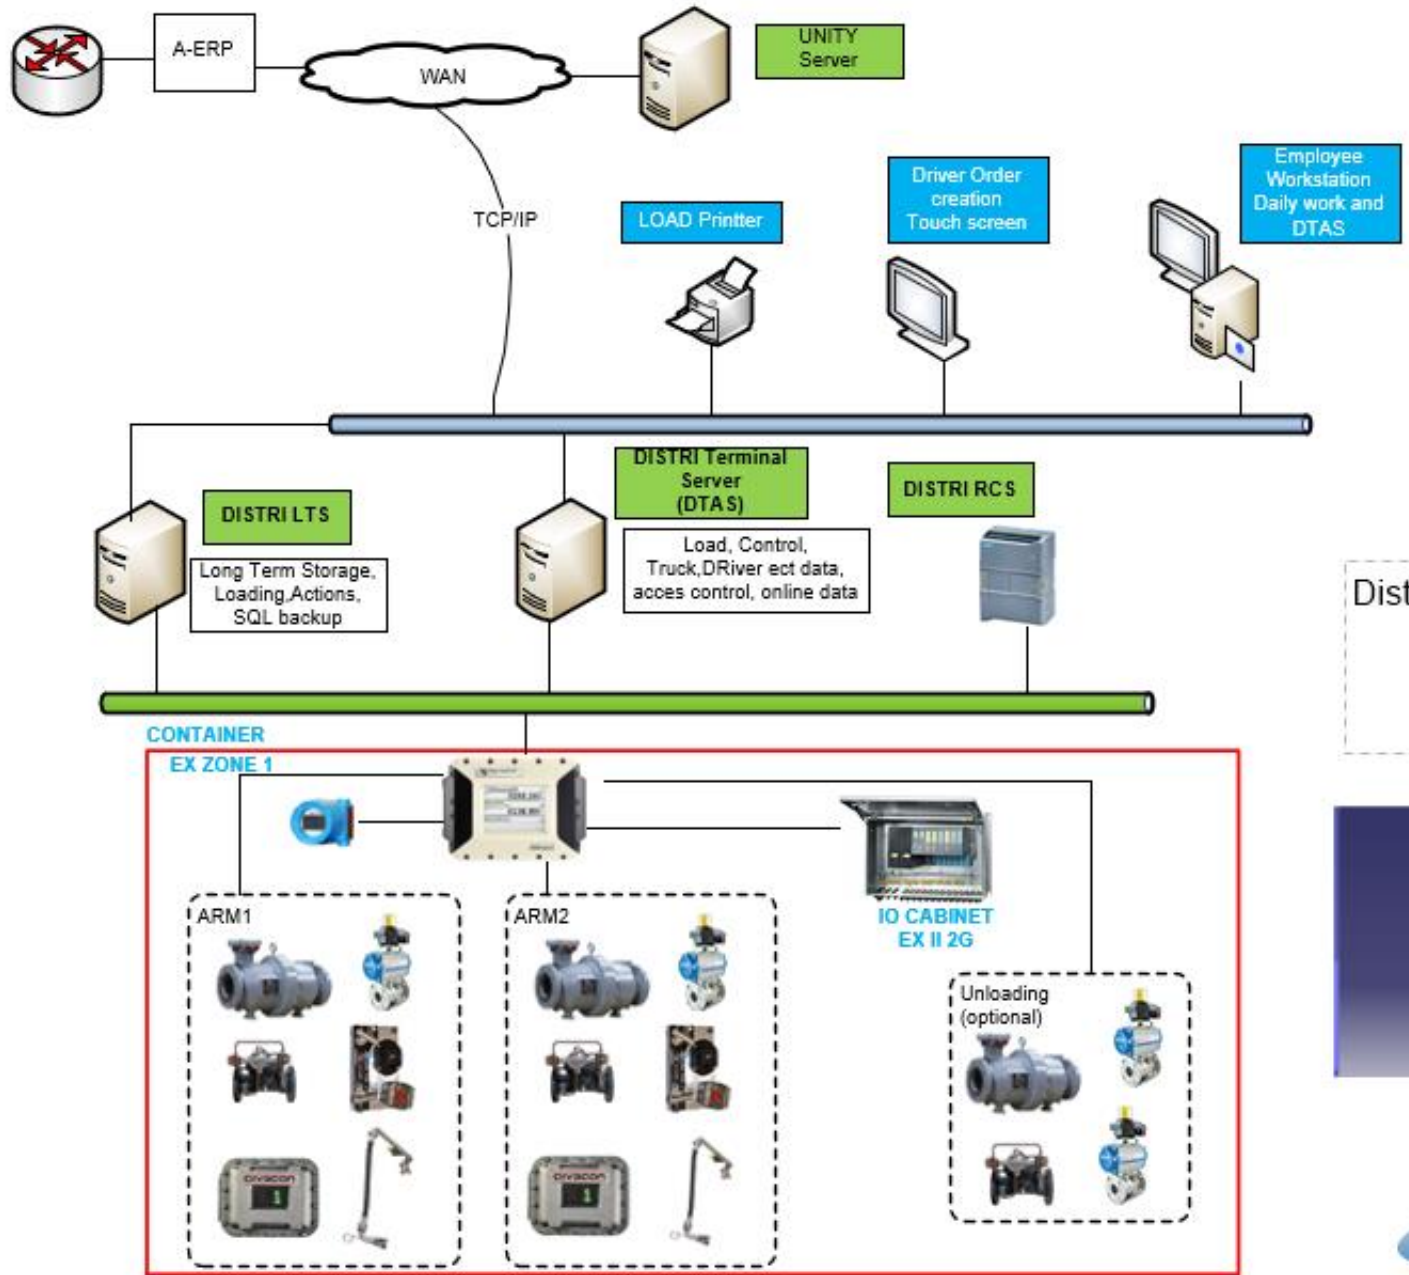 A-ERP
WAN
UNITY
Server
TCP/IP
LOAD Printter
Driver Order
creation
Touch screen
Employee
Workstation
Daily work and
DTAS
DISTRI LTS
Long Term Storage,
Loading,Actions,
SQL backup
DISTRI Terminal
Server
(DTAS)
Load, Control,
Truck,DRiver ect data,
acces control, online data
DISTRI RCS
Dist
CONTAINER
EX ZONE 1
ARM1
ARM2
IO CABINET
EX II 2G
Unloading
(optional)
1
1